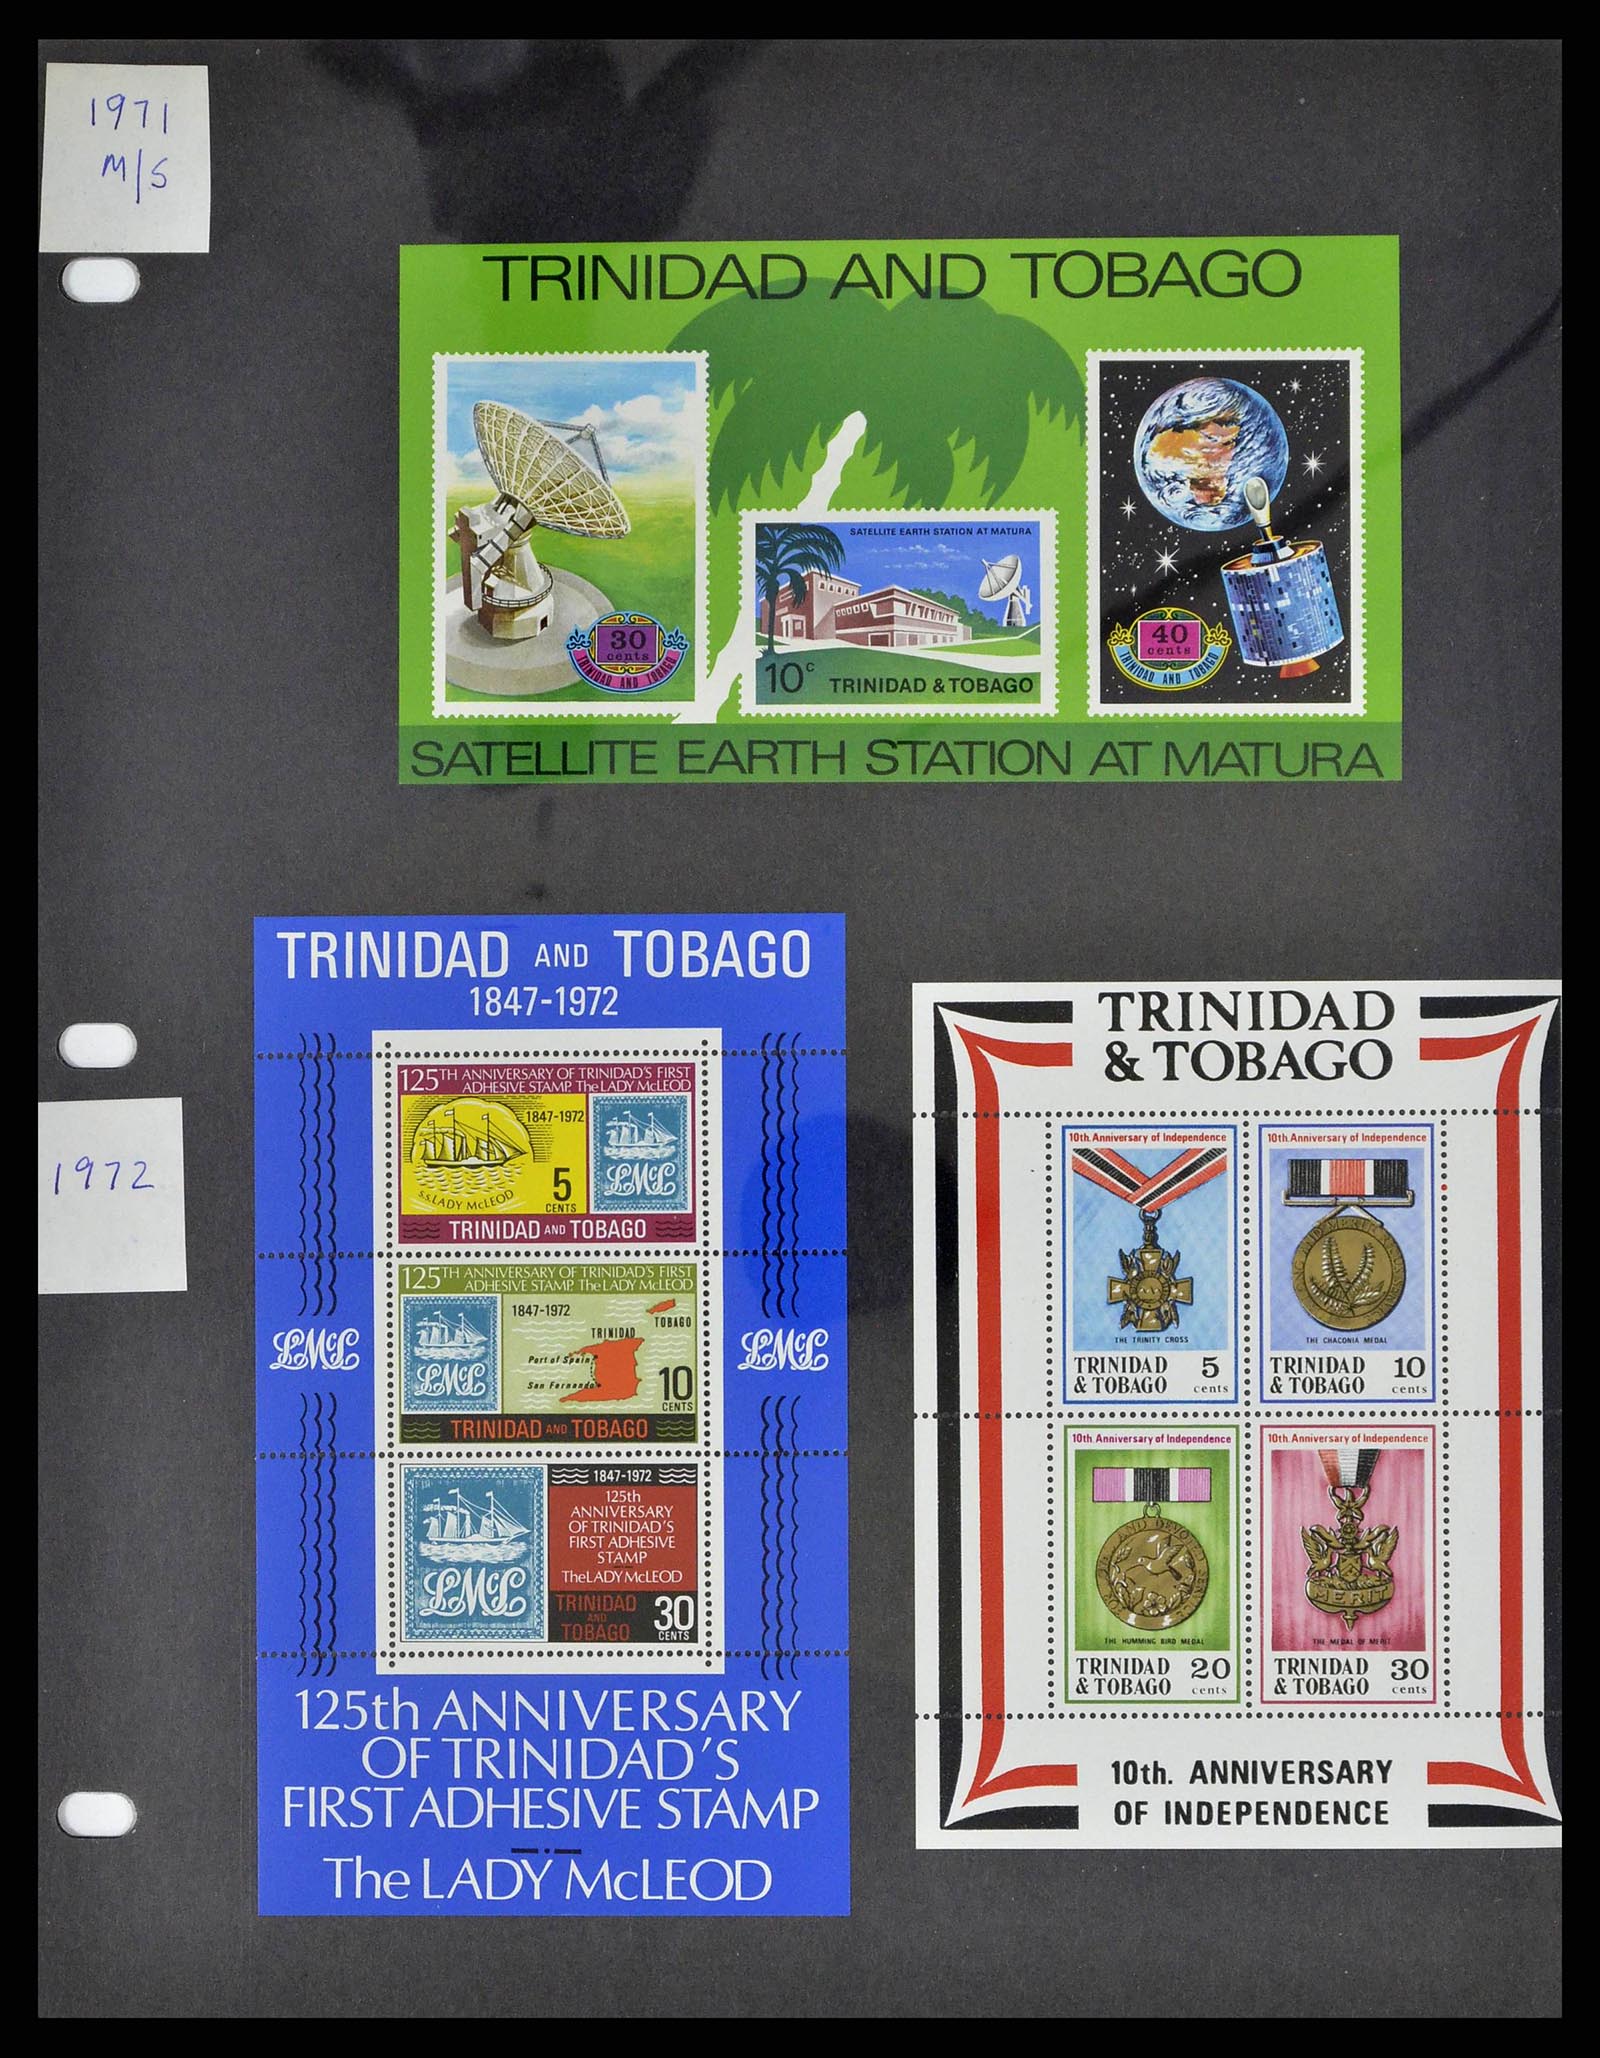 1971
M/S
TRINIDAD AND TOBAGO
30
cents
TRINIDAD AND TOBAGO
SATELLITE EARTH STATION AT MATURA
10c
TRINIDAD & TOBAGO
40
cents
TRINIDAD AND TOBAGO
SATELLITE EARTH STATION AT MATURA
1972
TRINIDAD AND TOBAGO
1847-1972
125TH ANNIVERSARY OF TRINIDAD'S FIRST
ADHESIVE STAMP. The LADY McLEOD
1847-1972
s.s. LADY McLEOD
5
CENTS
LMcL
TRINIDAD AND TOBAGO
125TH ANNIVERSARY OF TRINIDAD'S FIRST
ADHESIVE STAMP. The LADY McLEOD
1847-1972
TOBAGO
TRINIDAD
Port of Spain
San Fernando
LMcL
10
CENTS
TRINIDAD AND TOBAGO
LMcL
LMcL
1847-1972
125th
ANNIVERSARY
OF TRINIDAD'S
FIRST ADHESIVE
STAMP
The LADY McLEOD
LMcL
TRINIDAD
AND
TOBAGO
30
CENTS
125th ANNIVERSARY
OF TRINIDAD'S
FIRST ADHESIVE STAMP
The LADY McLEOD
TRINIDAD
& TOBAGO
10th. Anniversary of Independence
THE TRINITY CROSS
TRINIDAD
& TOBAGO
5
cents
10th. Anniversary of Independence
THE CHACONIA MEDAL
TRINIDAD
& TOBAGO
10
cents
10th. Anniversary of Independence
THE HUMMING BIRD MEDAL
TRINIDAD
& TOBAGO
20
cents
10th. Anniversary of Independence
MERIT
THE MEDAL OF MERIT
TRINIDAD
& TOBAGO
30
cents
10th. ANNIVERSARY
OF INDEPENDENCE